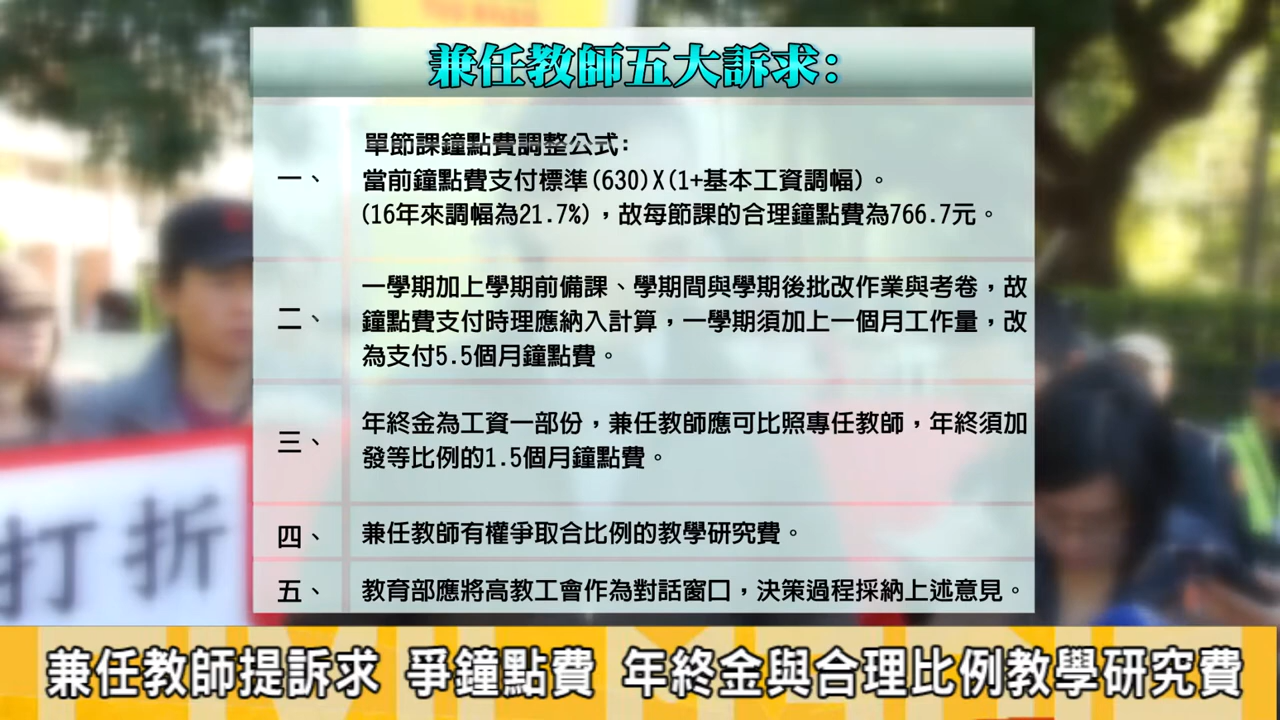 兼任教師五大訴求:
一、
單節課鐘點費調整公式:
當前鐘點費支付標準(630)X(1+基本工資調幅)。
(16年來調幅為21.7%)，故每節課的合理鐘點費為766.7元。
二、
一學期加上學期前備課、學期間與學期後批改作業與考卷，故
鐘點費支付時理應納入計算，一學期須加上一個月工作量，改
為支付5.5個月鐘點費。
三、
年終金為工資一部份，兼任教師應可比照專任教師，年終須加
發等比例的1.5個月鐘點費。
四、
兼任教師有權爭取合比例的教學研究費。
五、
教育部應將高教工會作為對話窗口，決策過程採納上述意見。
打折
兼任教師提訴求 爭鐘點費 年終金與合理比例教學研究費